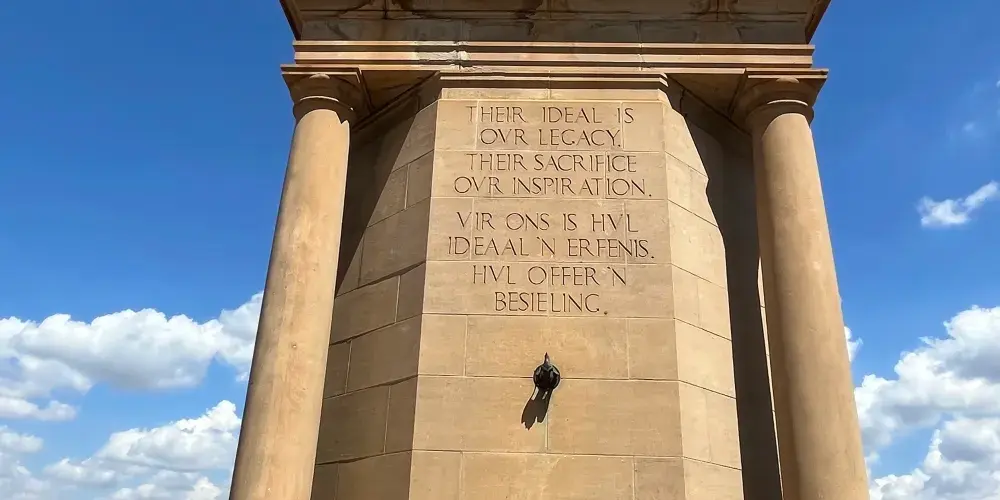 THEIR IDEAL IS
OVR LEGACY.
THEIR SACRIFICE
OVR INSPIRATION.
VIR ONS IS HVL
IDEAAL 'N ERFENIS.
HVL OFFER 'N
BESIELING.